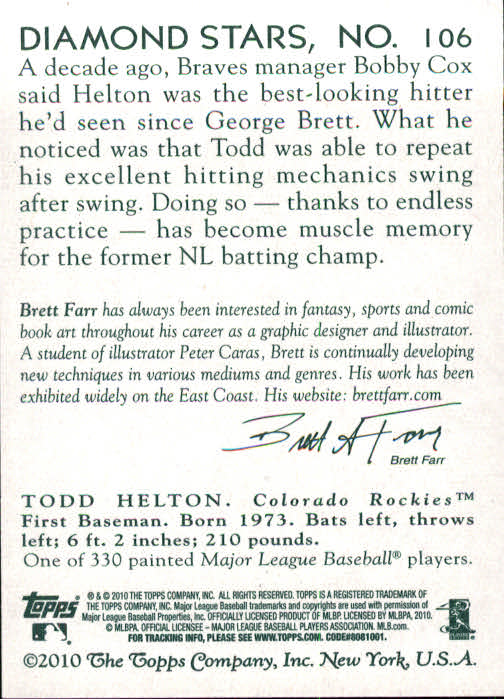 DIAMOND STARS, NO. 106
A decade ago, Braves manager Bobby Cox
said Helton was the best-looking hitter
he'd seen since George Brett. What he
noticed was that Todd was able to repeat
his excellent hitting mechanics swing
after swing. Doing so — thanks to endless
practice — has become muscle memory
for the former NL batting champ.
Brett Farr has always been interested in fantasy, sports and comic
book art throughout his career as a graphic designer and illustrator.
A student of illustrator Peter Caras, Brett is continually developing
new techniques in various mediums and genres. His work has been
exhibited widely on the East Coast. His website: brettfarr.com
Brett A Farr
Brett Farr
TODD HELTON. Colorado Rockies™
First Baseman. Born 1973. Bats left, throws
left; 6 ft. 2 inches; 210 pounds.
One of 330 painted Major League Baseball® players.
Topps
® & © 2010 THE TOPPS COMPANY, INC. ALL RIGHTS RESERVED. TOPPS IS A REGISTERED TRADEMARK OF
THE TOPPS COMPANY, INC. Major League Baseball trademarks and copyrights are used with permission of
Major League Baseball Properties, Inc. OFFICIALLY LICENSED PRODUCT OF MLBP. LICENSED BY MLBPA, 2010.
© MLBPA. OFFICIAL LICENSEE – MAJOR LEAGUE BASEBALL PLAYERS ASSOCIATION. MLB.com.
FOR TRACKING INFO, PLEASE SEE WWW.TOPPS.COM. CODE#8081001.
©2010 The Topps Company, Inc. New York, U.S.A.